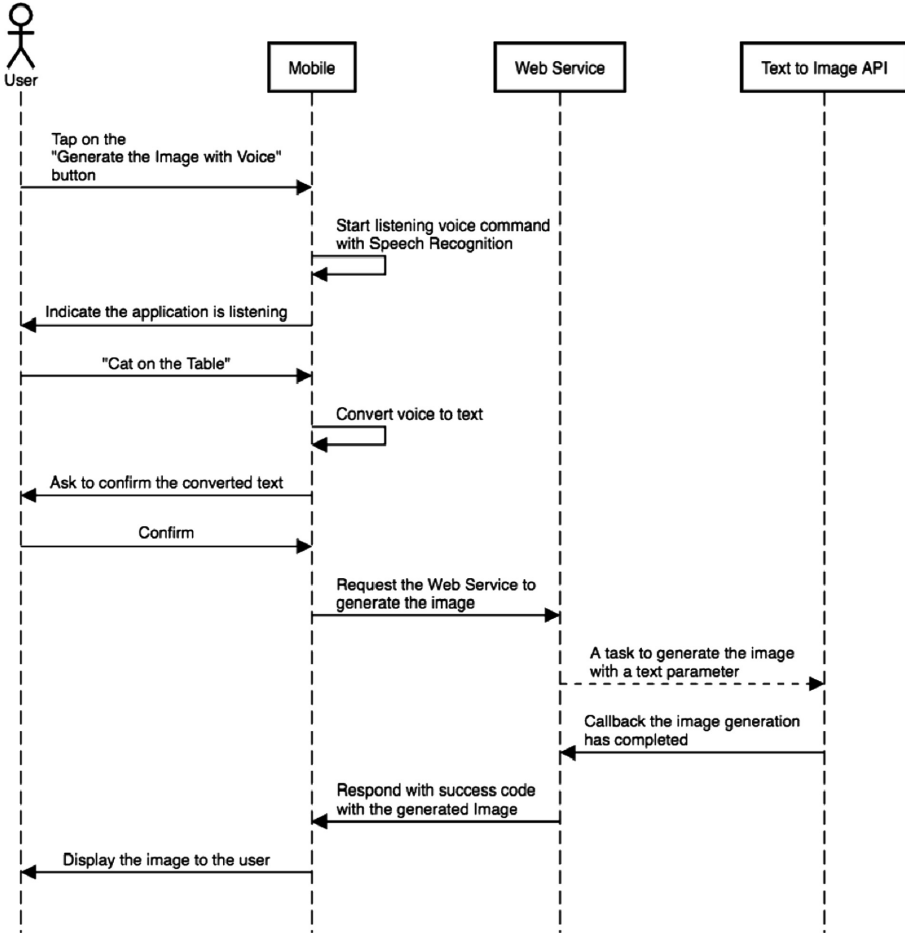 User
Mobile
Web Service
Text to Image API
Tap on the
"Generate the Image with Voice"
button
Start listening voice command
with Speech Recognition
Indicate the application is listening
"Cat on the Table"
Convert voice to text
Ask to confirm the converted text
Confirm
Request the Web Service to
generate the image
A task to generate the image
with a text parameter
Callback the image generation
has completed
Respond with success code
with the generated Image
Display the image to the user